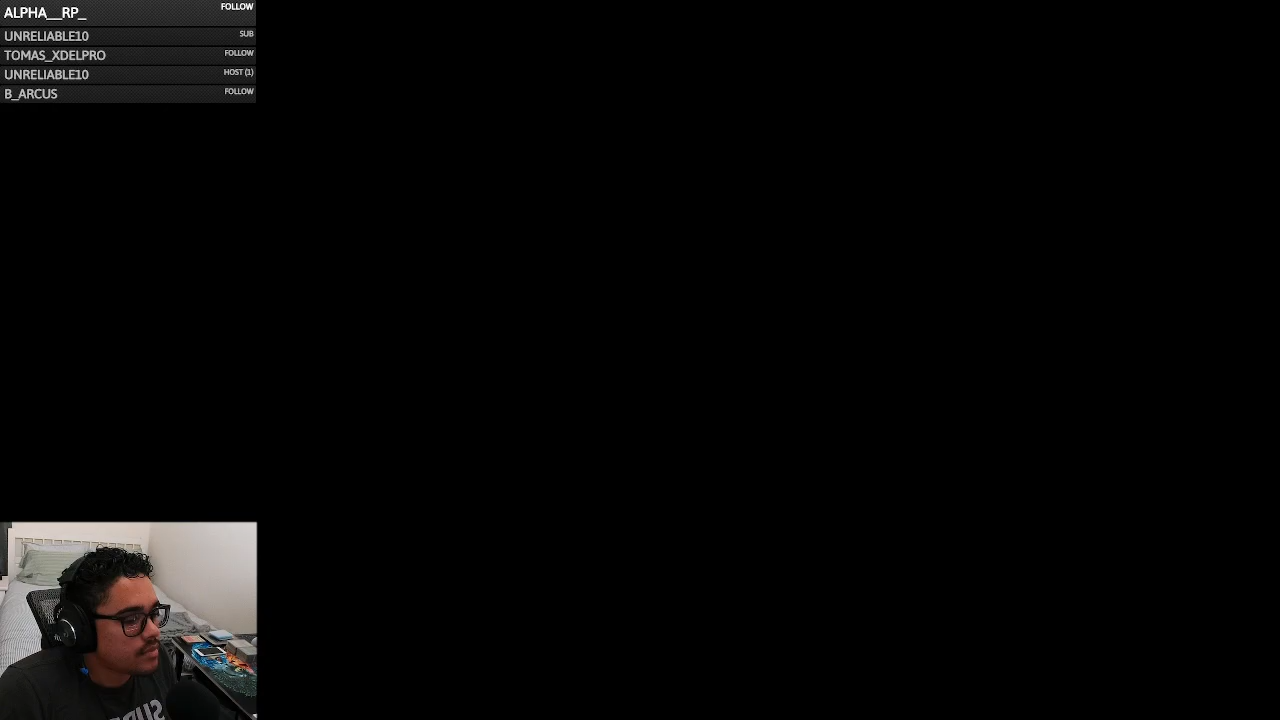 ALPHA__RP_ FOLLOW
UNRELIABLE10 SUB
TOMAS_XDELPRO FOLLOW
UNRELIABLE10 HOST (1)
B_ARCUS FOLLOW